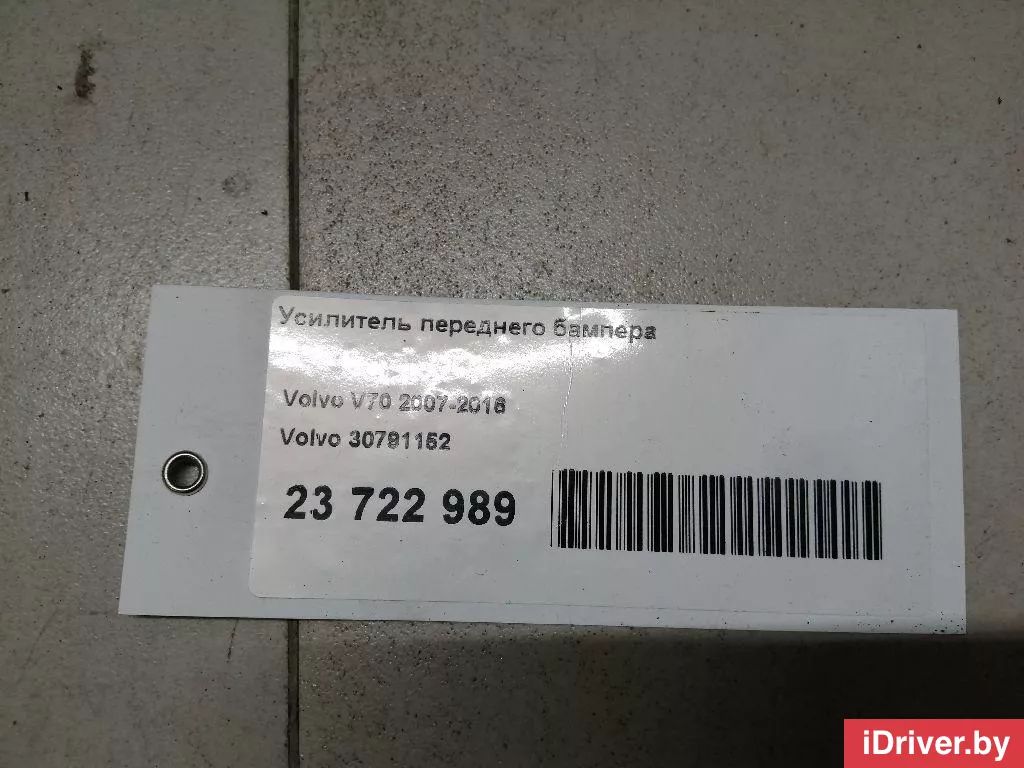 Усилитель переднего бампера
Volvo V70 2007-2016
Volvo 30791152
23 722 989
iDriver.by